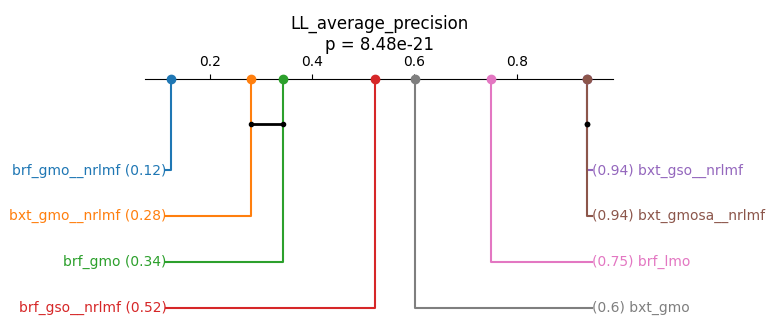 LL_average_precision
p = 8.48e-21
0.2 0.4 0.6 0.8
brf_gmo__nrlmf (0.12) (0.94) bxt_gso__nrlmf
bxt_gmo__nrlmf (0.28) (0.94) bxt_gmosa__nrlmf
brf_gmo (0.34) (0.75) brf_lmo
brf_gso__nrlmf (0.52) (0.6) bxt_gmo